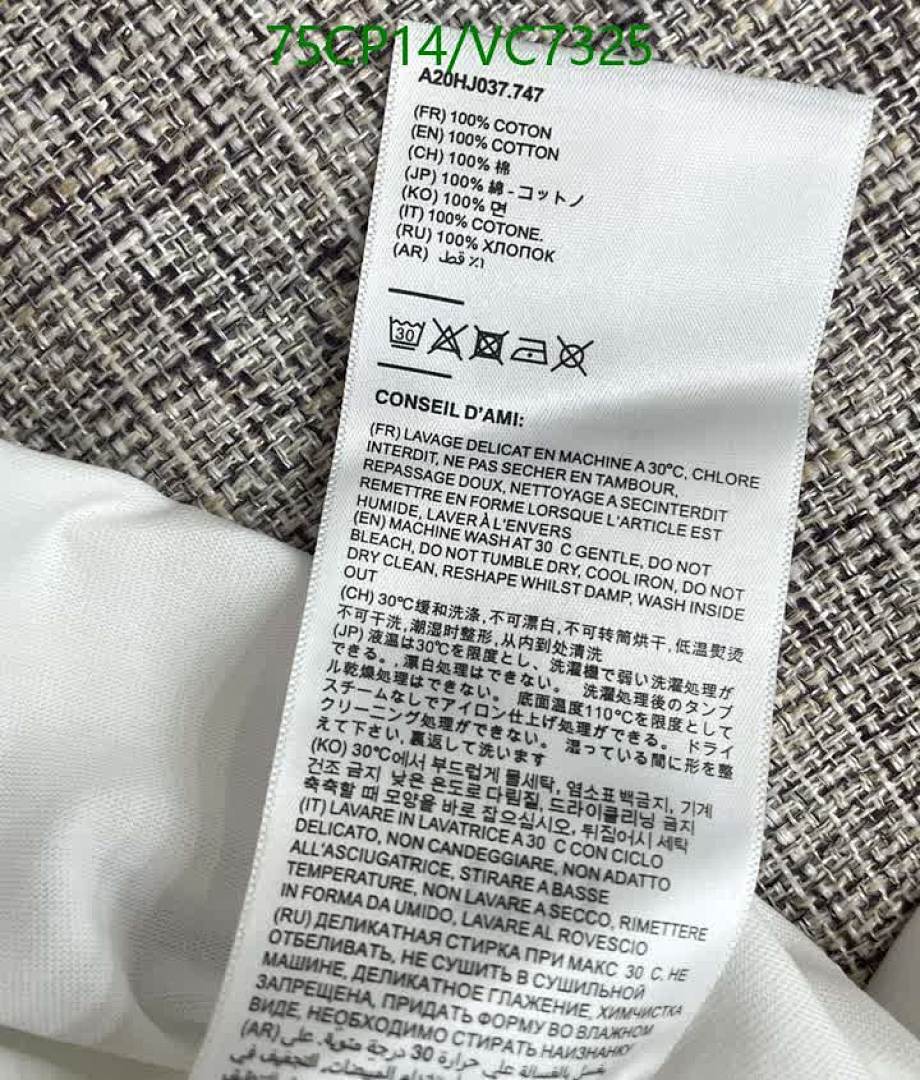 75CP14/VC7325
A20HJ037.747
(FR) 100% COTON
(EN) 100% COTTON
(CH) 100% 棉
(JP) 100% 綿 - コットノ
(KO) 100% 면
(IT) 100% COTONE.
(RU) 100% ХЛОПОК
(AR) قطن ٪١
30
CONSEIL D'AMI:
(FR) LAVAGE DELICAT EN MACHINE A 30°C, CHLORE
INTERDIT, NE PAS SECHER EN TAMBOUR,
REPASSAGE DOUX, NETTOYAGE A SECINTERDIT
REMETTRE EN FORME LORSQUE L'ARTICLE EST
HUMIDE, LAVER À L'ENVERS
(EN) MACHINE WASH AT 30 C GENTLE, DO NOT
BLEACH, DO NOT TUMBLE DRY, COOL IRON, DO NOT
DRY CLEAN, RESHAPE WHILST DAMP, WASH INSIDE
OUT
(CH) 30℃缓和洗涤,不可漂白,不可转筒烘干,低温熨烫
不可干洗,潮湿时整形,从内到处清洗
(JP) 液温は30℃を限度とし、洗濯機で弱い洗濯処理が
できる。,漂白処理はできない。 洗濯処理後のタンブ
ル乾燥処理はできない。 底面温度110℃を限度として
スチームなしでアイロン仕上げ処理ができる。 ドライ
クリーニング処理ができない。 湿っている間に形を整
えて下さい,裏返して洗います
(KO) 30℃에서 부드럽게 물세탁, 염소표백금지, 기계
건조 금지 낮은 온도로 다림질, 드라이클리닝 금지
축축할 때 모양을 바로 잡으십시오, 뒤집어시 세탁
(IT) LAVARE IN LAVATRICE A 30 C CON CICLO
DELICATO, NON CANDEGGIARE, NON ADATTO
ALL'ASCIUGATRICE, STIRARE A BASSE
TEMPERATURE, NON LAVARE A SECCO, RIMETTERE
IN FORMA DA UMIDO, LAVARE AL ROVESCIO
(RU) ДЕЛИКАТНАЯ СТИРКА ПРИ МАКС 30 C, НЕ
ОТБЕЛИВАТЬ, НЕ СУШИТЬ В СУШИЛЬНОЙ
МАШИНЕ, ДЕЛИКАТНОЕ ГЛАЖЕНИЕ, ХИМЧИСТКА
ЗАПРЕЩЕНА, ПРИДАТЬ ФОРМУ ВО ВЛАЖНОМ
ВИДЕ, НЕОБХОДИМО СТИРАТЬ НАИЗНАНКУ
(AR) غسل بالغسالة على حرارة 30 درجة مئوية، على